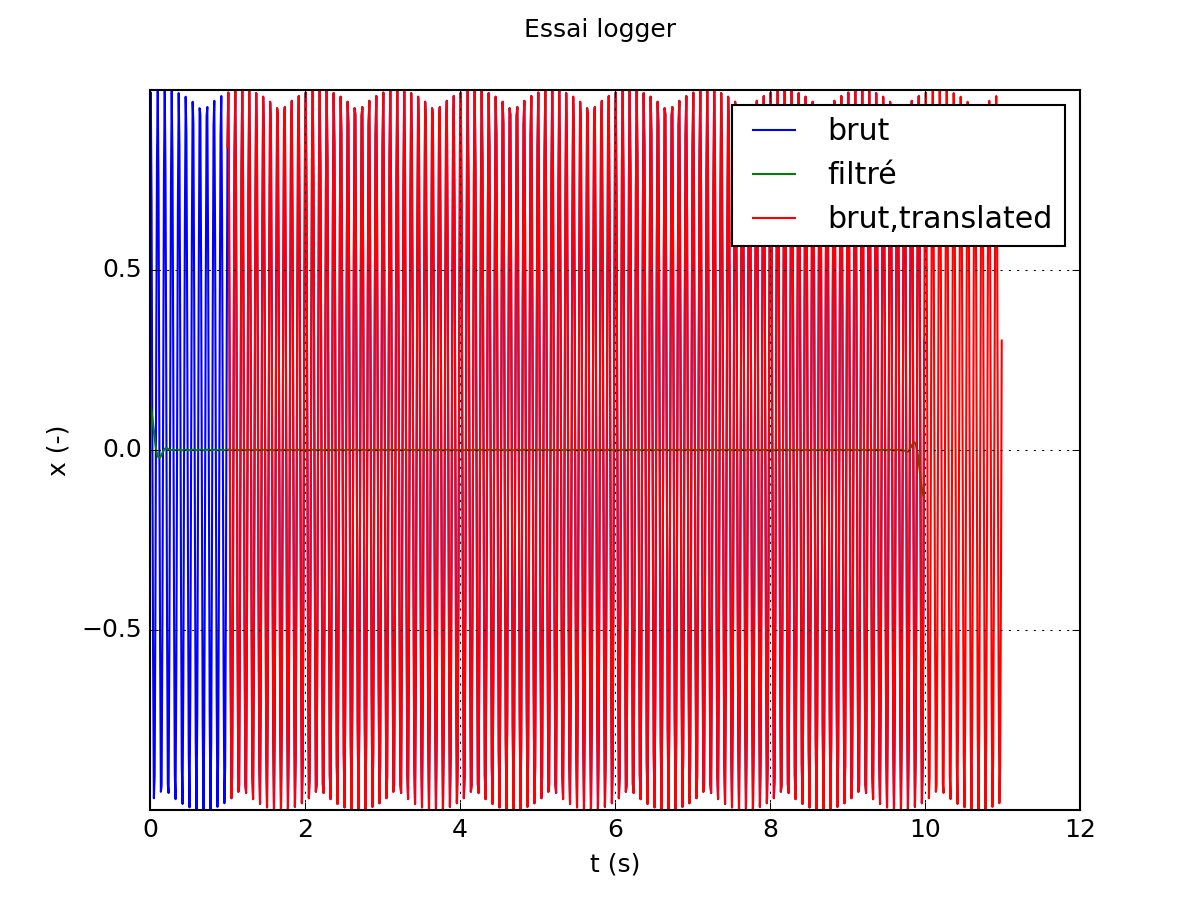 Essai logger
brut
filtré
brut,translated
0.5
0.0
−0.5
x (-)
0 2 4 6 8 10 12
t (s)